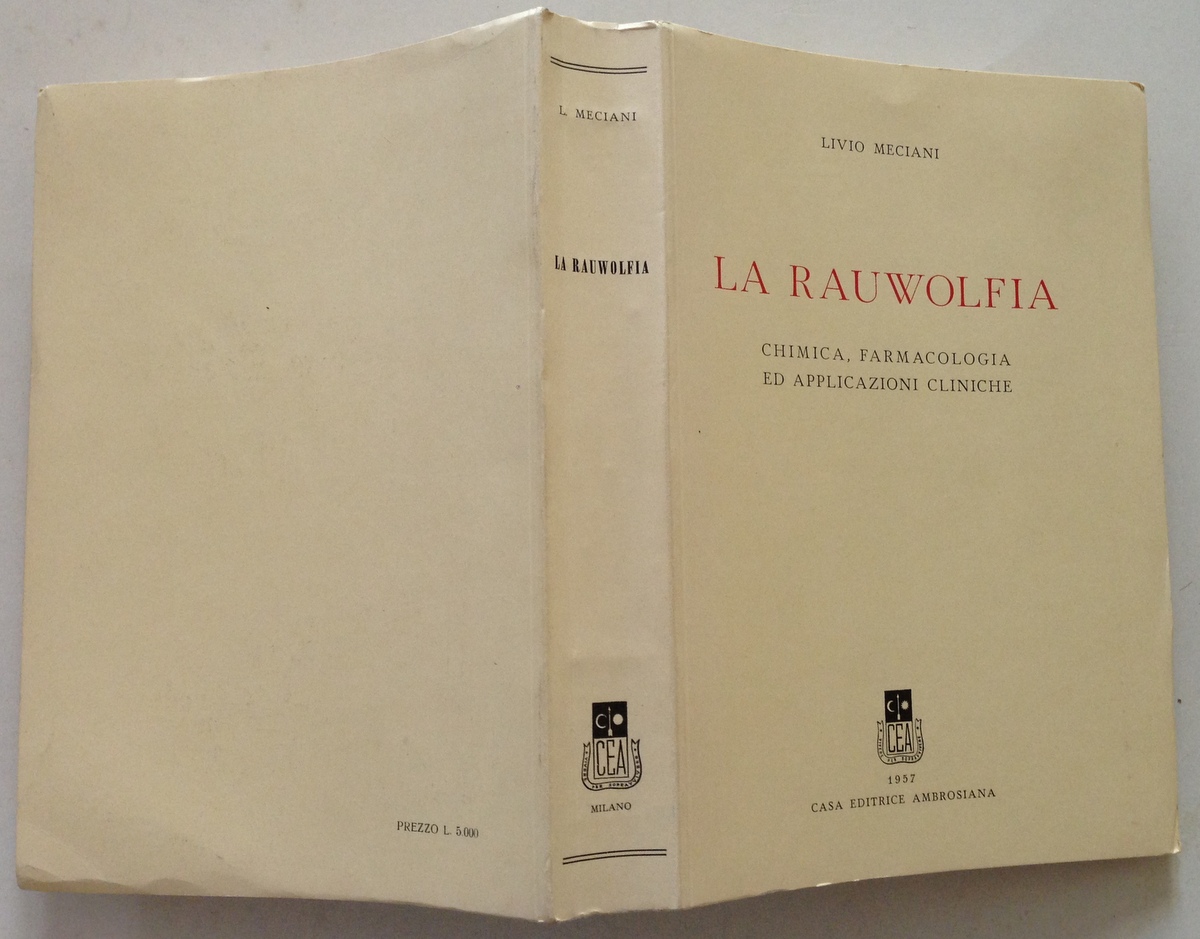 PREZZO L. 5.000
L. MECIANI
LA RAUWOLFIA
CEA
MILANO
LIVIO MECIANI
LA RAUWOLFIA
CHIMICA, FARMACOLOGIA
ED APPLICAZIONI CLINICHE
CEA
1957
CASA EDITRICE AMBROSIANA